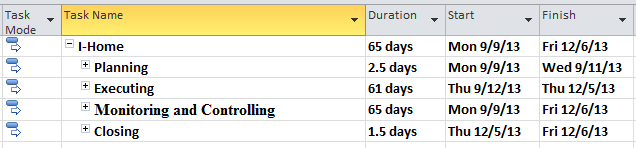 Task Mode Task Name Duration Start Finish
I-Home 65 days Mon 9/9/13 Fri 12/6/13
Planning 2.5 days Mon 9/9/13 Wed 9/11/13
Executing 61 days Thu 9/12/13 Thu 12/5/13
Monitoring and Controlling 65 days Mon 9/9/13 Fri 12/6/13
Closing 1.5 days Thu 12/5/13 Fri 12/6/13